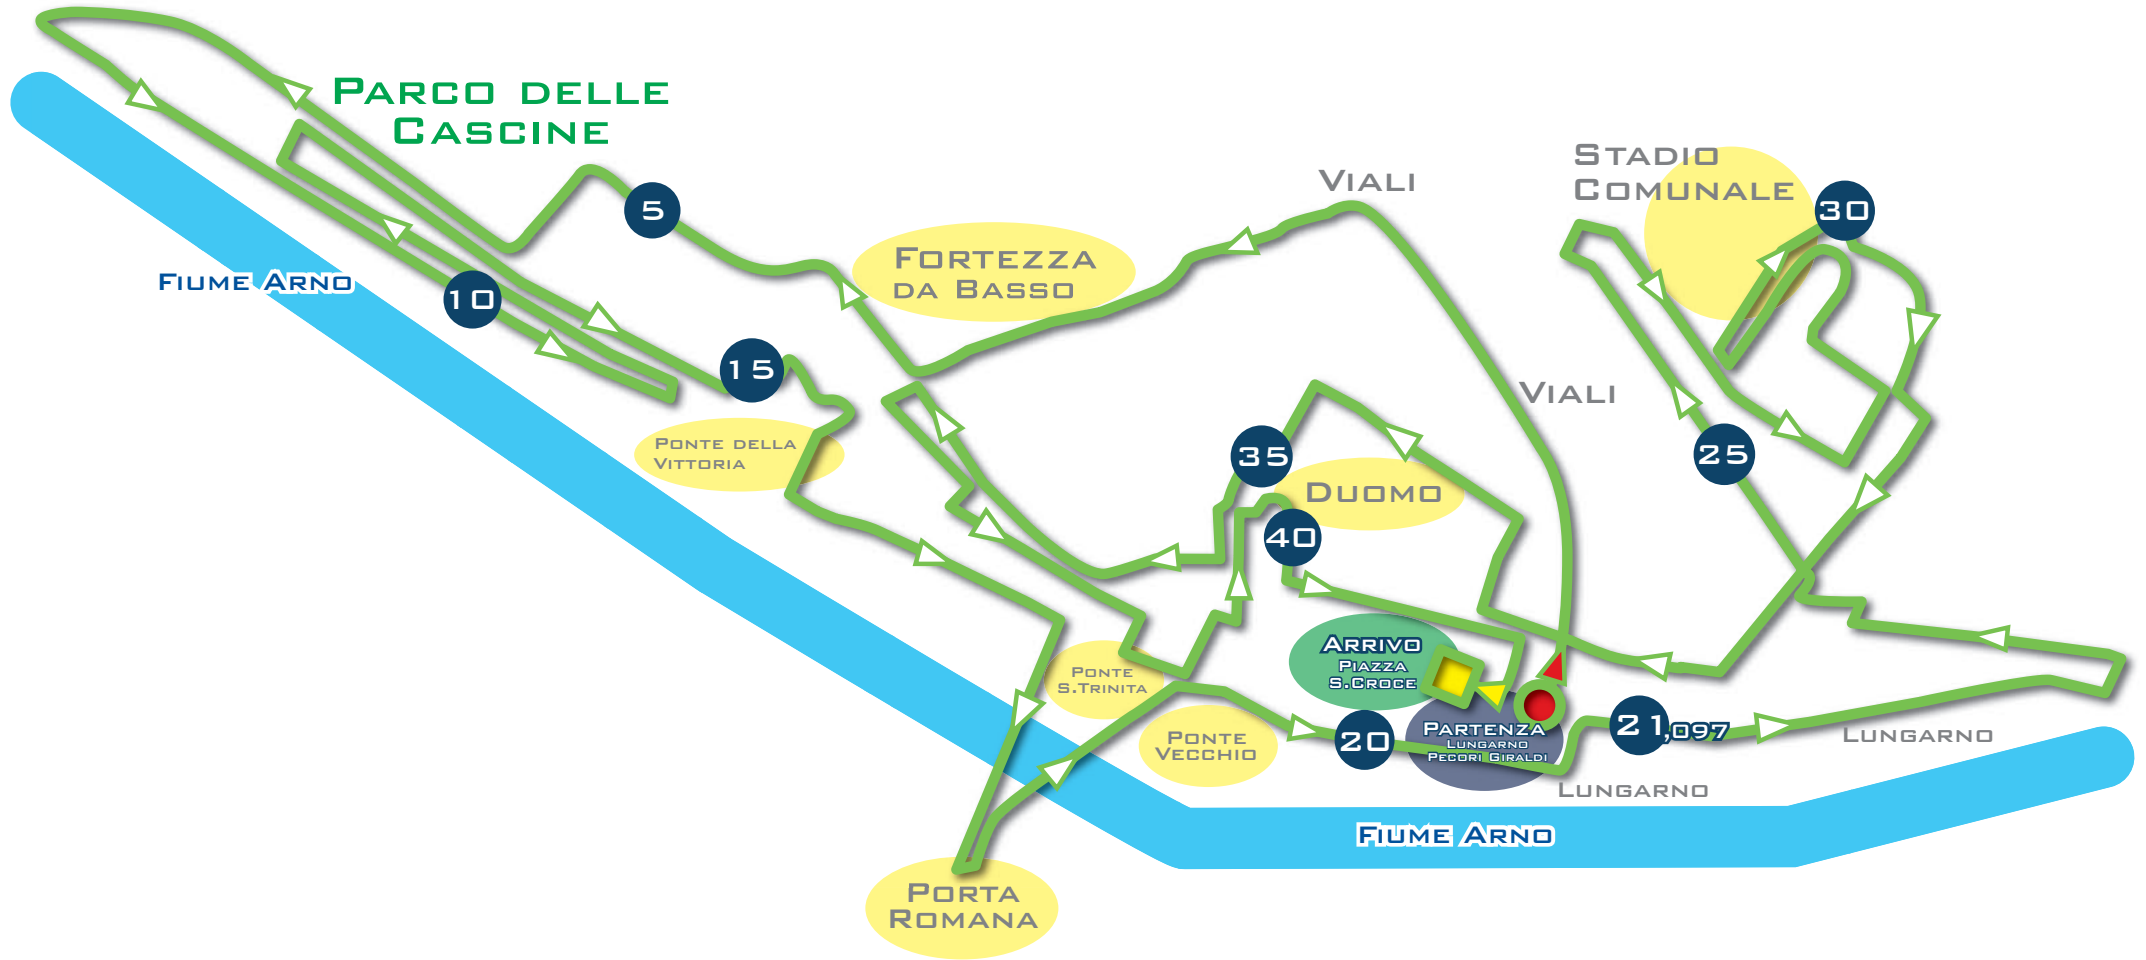 PARCO DELLE
CASCINE
FIUME ARNO
5
10
15
FORTEZZA
DA BASSO
VIALI
VIALI
STADIO
COMUNALE
30
25
PONTE DELLA
VITTORIA
35
DUOMO
40
ARRIVO
PIAZZA
S.CROCE
PONTE
S.TRINITA
PONTE
VECCHIO
20
PARTENZA
LUNGARNO
PECORI GIRALDI
21,097
LUNGARNO
LUNGARNO
FIUME ARNO
PORTA
ROMANA